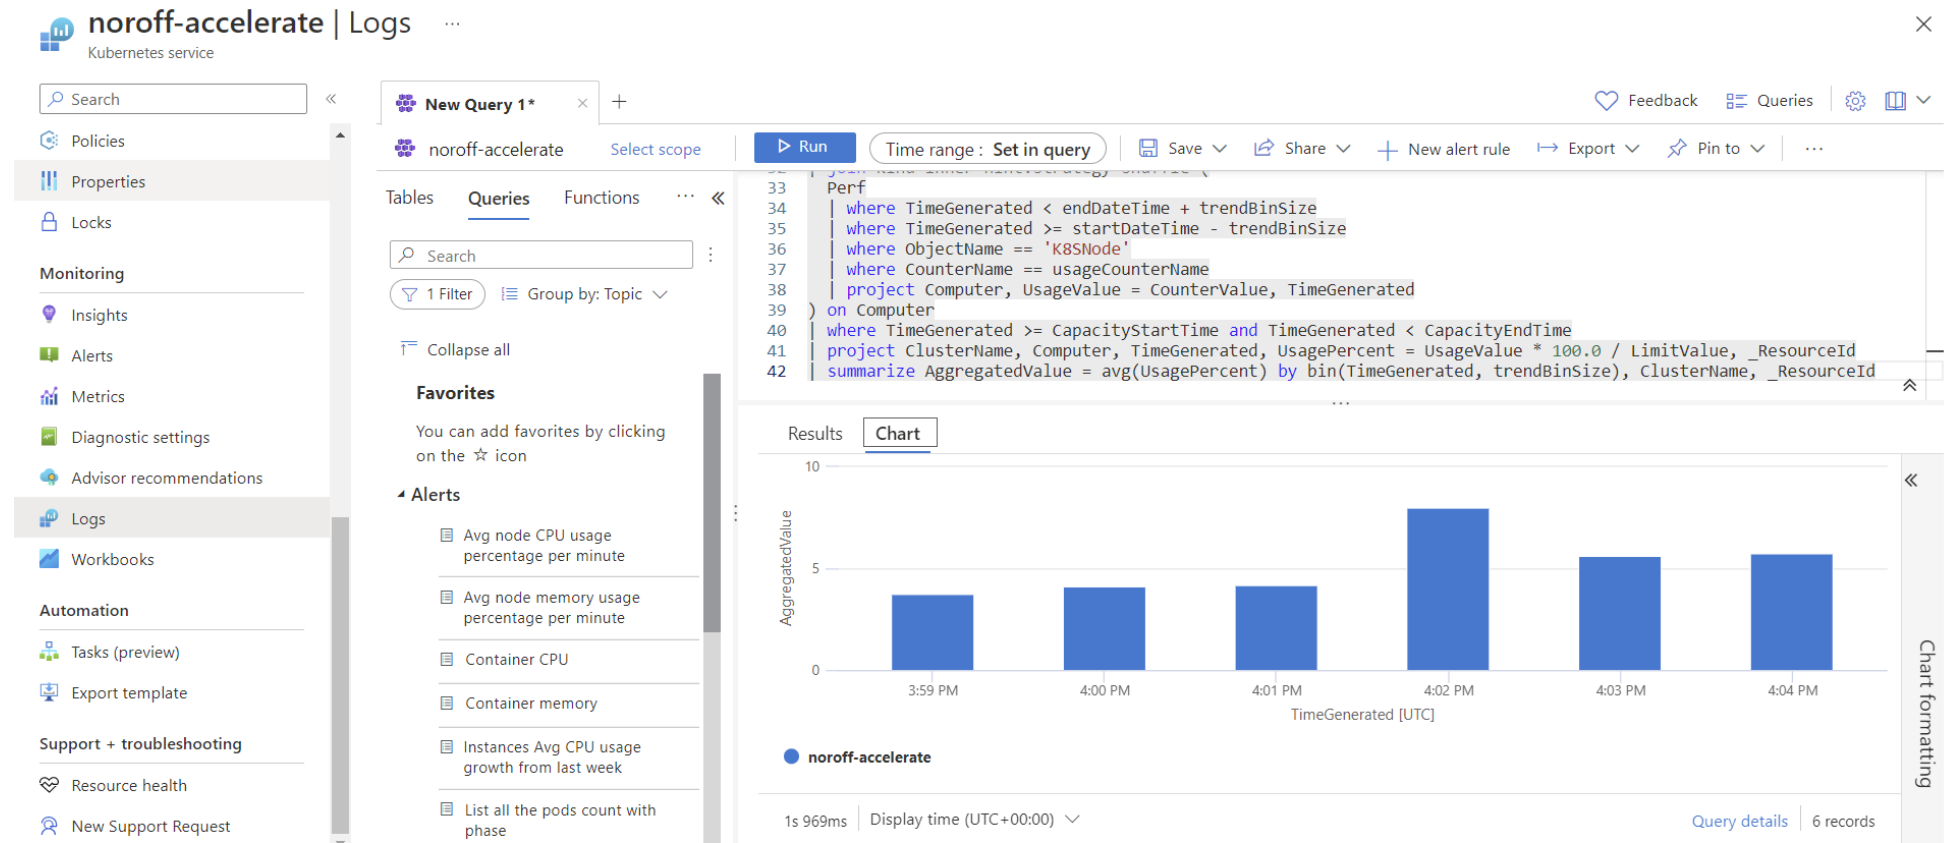 noroff-accelerate | Logs ...
Kubernetes service
Search
Policies
Properties
Locks
Monitoring
Insights
Alerts
Metrics
Diagnostic settings
Advisor recommendations
Logs
Workbooks
Automation
Tasks (preview)
Export template
Support + troubleshooting
Resource health
New Support Request
New Query 1*
Feedback
Queries
noroff-accelerate
Select scope
Run
Time range : Set in query
Save
Share
New alert rule
Export
Pin to
Tables
Queries
Functions
Search
1 Filter
Group by: Topic
Collapse all
Favorites
You can add favorites by clicking
on the ☆ icon
Alerts
Avg node CPU usage
percentage per minute
Avg node memory usage
percentage per minute
Container CPU
Container memory
Instances Avg CPU usage
growth from last week
List all the pods count with
phase
33 Perf
34 | where TimeGenerated < endDateTime + trendBinSize
35 | where TimeGenerated >= startDateTime - trendBinSize
36 | where ObjectName == 'K8SNode'
37 | where CounterName == usageCounterName
38 | project Computer, UsageValue = CounterValue, TimeGenerated
39 ) on Computer
40 | where TimeGenerated >= CapacityStartTime and TimeGenerated < CapacityEndTime
41 | project ClusterName, Computer, TimeGenerated, UsagePercent = UsageValue * 100.0 / LimitValue, _ResourceId
42 | summarize AggregatedValue = avg(UsagePercent) by bin(TimeGenerated, trendBinSize), ClusterName, _ResourceId
Results
Chart
10
5
0
AggregatedValue
3:59 PM
4:00 PM
4:01 PM
4:02 PM
4:03 PM
4:04 PM
TimeGenerated [UTC]
noroff-accelerate
Chart formatting
1s 969ms
Display time (UTC+00:00)
Query details
6 records